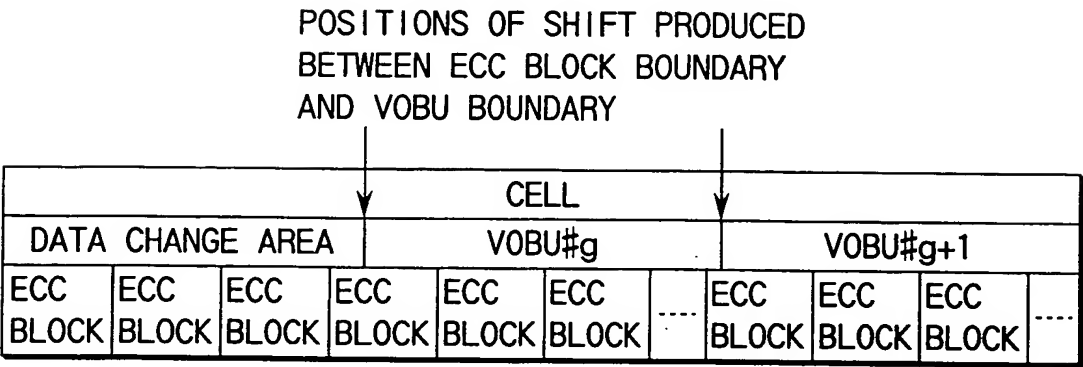 POSITIONS OF SHIFT PRODUCED
BETWEEN ECC BLOCK BOUNDARY
AND VOBU BOUNDARY
CELL
DATA CHANGE AREA VOBU#g VOBU#g+1
ECC ECC ECC ECC ECC ECC ---- ECC ECC ECC ----
BLOCK BLOCK BLOCK BLOCK BLOCK BLOCK BLOCK BLOCK BLOCK